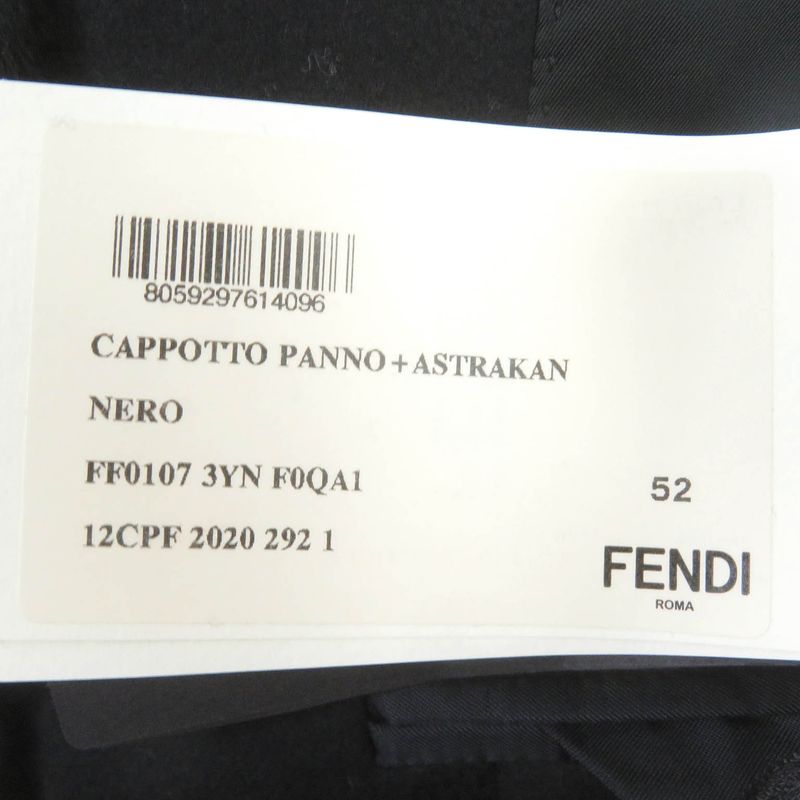 8059297614096
CAPPOTTO PANNO+ASTRAKAN
NERO
FF0107 3YN F0QA1
52
12CPF 2020 292 1
FENDI
ROMA